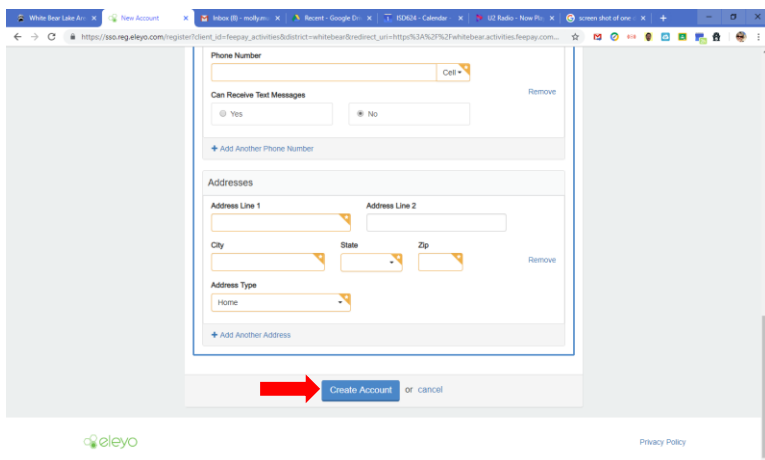 White Bear Lake Are
New Account
Inbox (8) - molly.mc
Recent - Google Dri
ISD624 - Calendar -
U2 Radio - Now Pla
screen shot of one
https://sso.reg.eleyo.com/register?client_id=feepay_activities&district=whitebear&redirect_uri=https%3A%2F%2Fwhitebear.activities.feepay.com...
Phone Number
Cell
Can Receive Text Messages
Remove
Yes No
+ Add Another Phone Number
Addresses
Address Line 1 Address Line 2
City State Zip
Remove
Address Type
Home
+ Add Another Address
Create Account or cancel
eleyo
Privacy Policy